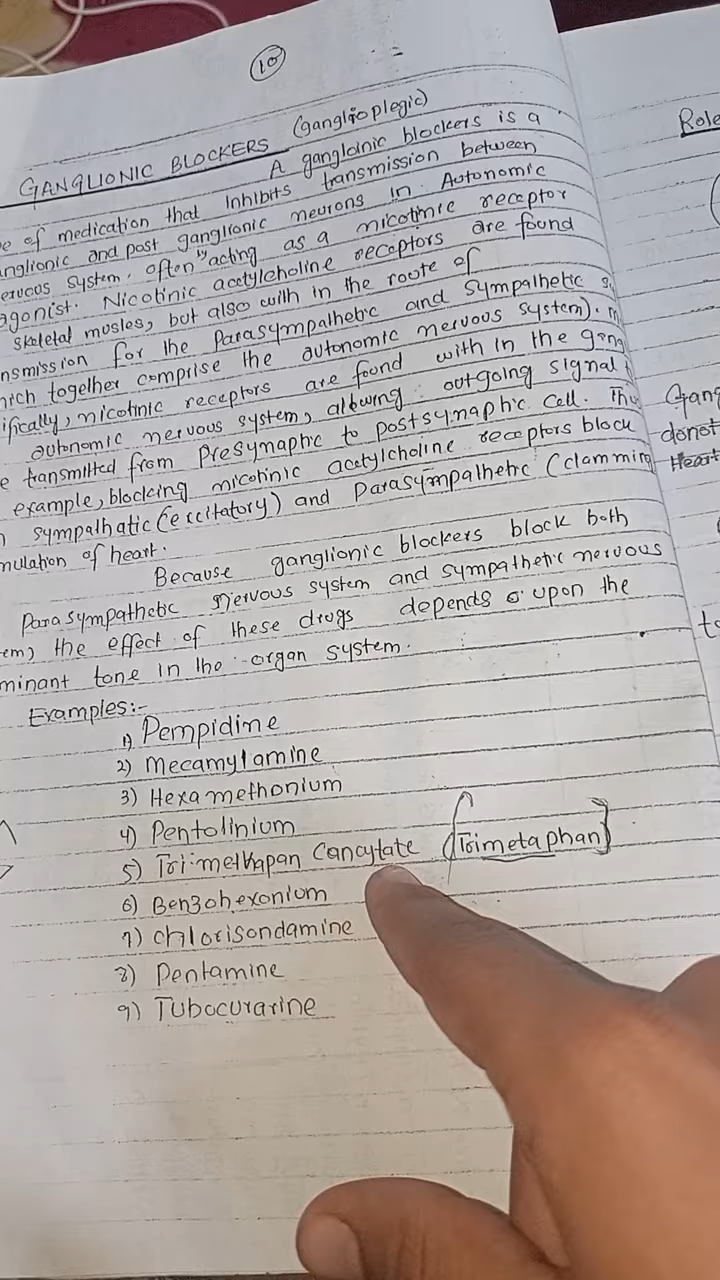 10
GANGLIONIC BLOCKERS (ganglioplegic)
A ganglainic blockers is a
e of medication that Inhibits transmission between
nglionic and post ganglionic neurons in Autonomic
ervous system, often acting as a nicotinic receptor
agonist. Nicotinic acetylcholine receptors are found
skeletal musles, but also with in the route of
nsmission for the Parasympathetic and Sympathetic s
hich together comprise the autonomic nervous system). In
ifically, nicotinic receptors are found with in the gang
autonomic nervous system, allowing outgoing signal
e transmitted from Presynaptic to postsynaptic cell. Thu
example, blocking nicotinic acetylcholine receptors block
sympathatic (excitatory) and Parasympathetic (clamming
mulation of heart.
Because ganglionic blockers block both
Parasympathetic nervous system and sympathetic nervous
em, the effect of these drugs depends upon the
minant tone in the organ system.
Examples:-
1) Pempidine
2) Mecamylamine
3) Hexamethonium
4) Pentolinium
5) Trimethapan Cancytate (Trimetaphan)
6) Benzohexonium
7) Chlorisondamine
8) Pentamine
9) Tubocurarine
Role
Gang
donot
Heart
to